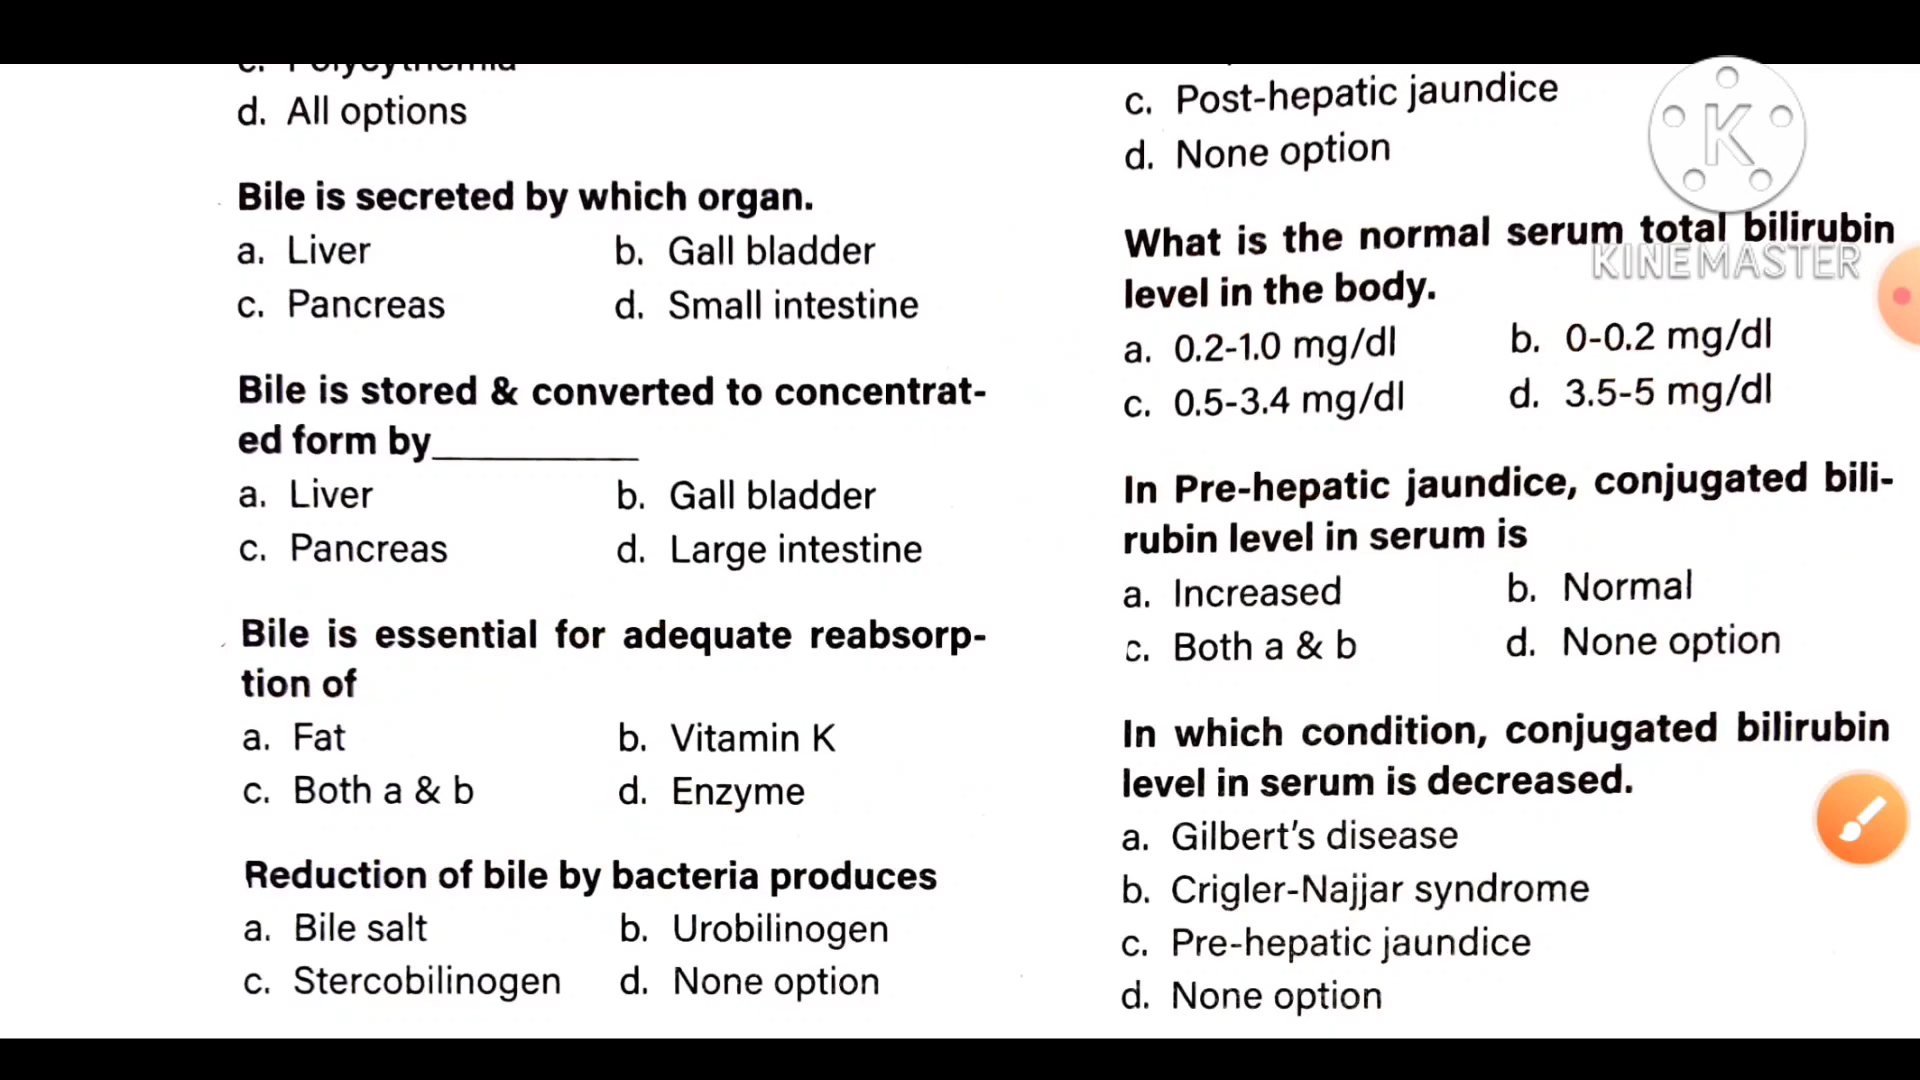 c. Polycythemia
d. All options
Bile is secreted by which organ.
a. Liver b. Gall bladder
c. Pancreas d. Small intestine
Bile is stored & converted to concentrat-
ed form by__________
a. Liver b. Gall bladder
c. Pancreas d. Large intestine
Bile is essential for adequate reabsorp-
tion of
a. Fat b. Vitamin K
c. Both a & b d. Enzyme
Reduction of bile by bacteria produces
a. Bile salt b. Urobilinogen
c. Stercobilinogen d. None option
c. Post-hepatic jaundice
d. None option
What is the normal serum total bilirubin
level in the body.
a. 0.2-1.0 mg/dl b. 0-0.2 mg/dl
c. 0.5-3.4 mg/dl d. 3.5-5 mg/dl
In Pre-hepatic jaundice, conjugated bili-
rubin level in serum is
a. Increased b. Normal
c. Both a & b d. None option
In which condition, conjugated bilirubin
level in serum is decreased.
a. Gilbert's disease
b. Crigler-Najjar syndrome
c. Pre-hepatic jaundice
d. None option
K
KINEMASTER